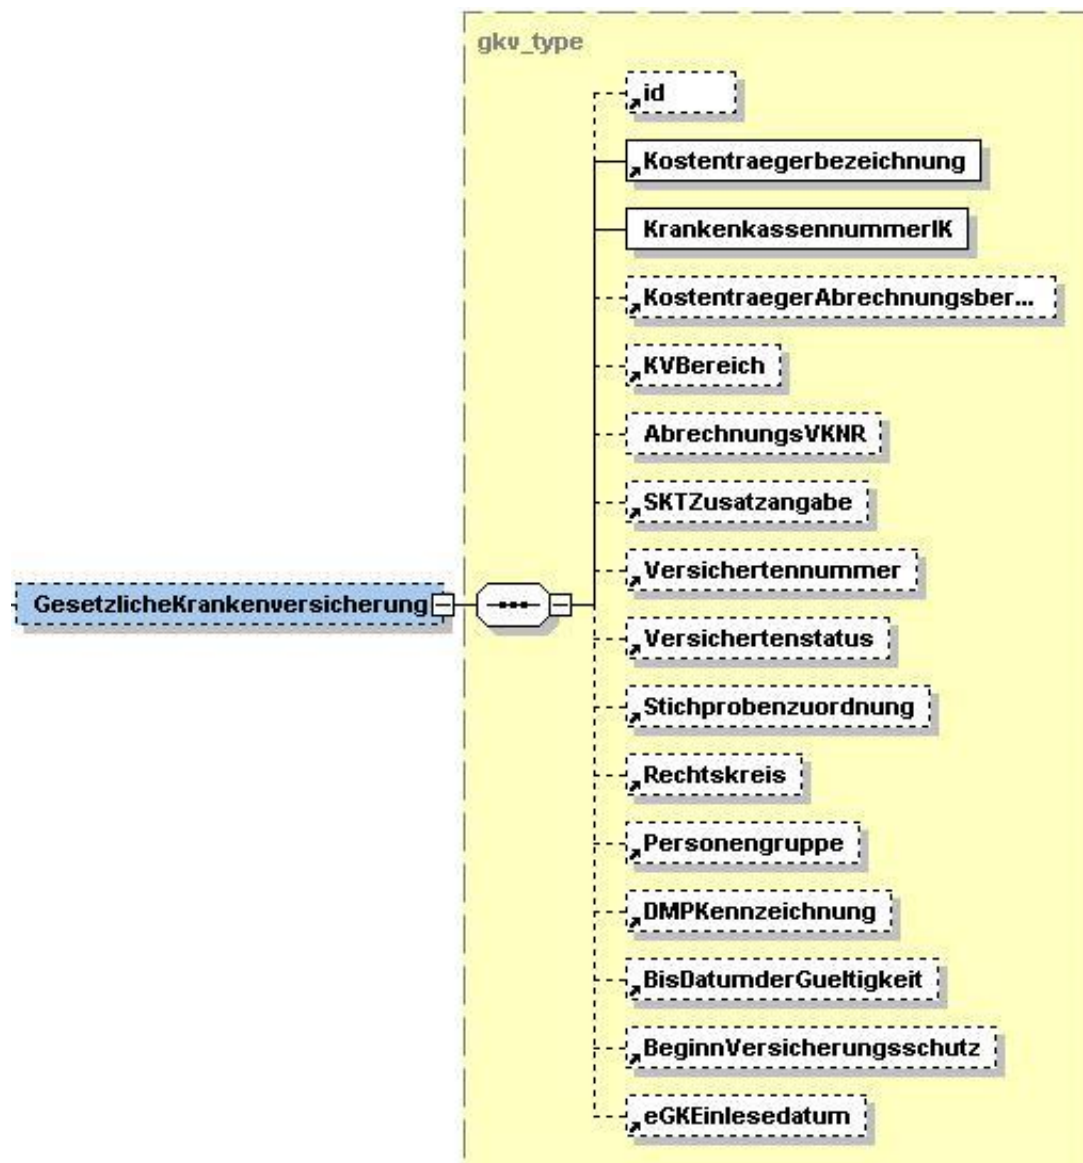 gkv_type
id
Kostentraegerbezeichnung
KrankenkassennummerIK
KostentraegerAbrechnungsber...
KVBereich
AbrechnungsVKNR
SKTZusatzangabe
Versichertennummer
GesetzlicheKrankenversicherung
Versichertenstatus
Stichprobenzuordnung
Rechtskreis
Personengruppe
DMPKennzeichnung
BisDatumderGueltigkeit
BeginnVersicherungsschutz
eGKEinlesedatum